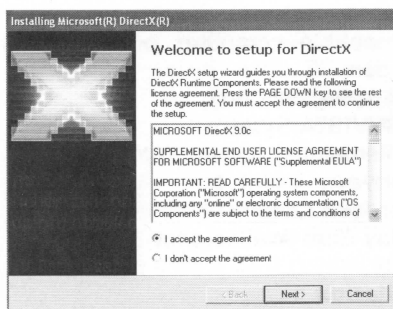 Installing Microsoft(R) DirectX(R)
Welcome to setup for DirectX
The DirectX setup wizard guides you through installation of
DirectX Runtime Components. Please read the following
license agreement. Press the PAGE DOWN key to see the rest
of the agreement. You must accept the agreement to continue
the setup.
MICROSOFT DirectX 9.0c
SUPPLEMENTAL END USER LICENSE AGREEMENT
FOR MICROSOFT SOFTWARE ("Supplemental EULA")
IMPORTANT: READ CAREFULLY - These Microsoft
Corporation ("Microsoft") operating system components,
including any "online" or electronic documentation ("OS
Components") are subject to the terms and conditions of
I accept the agreement
I don't accept the agreement
< Back Next > Cancel